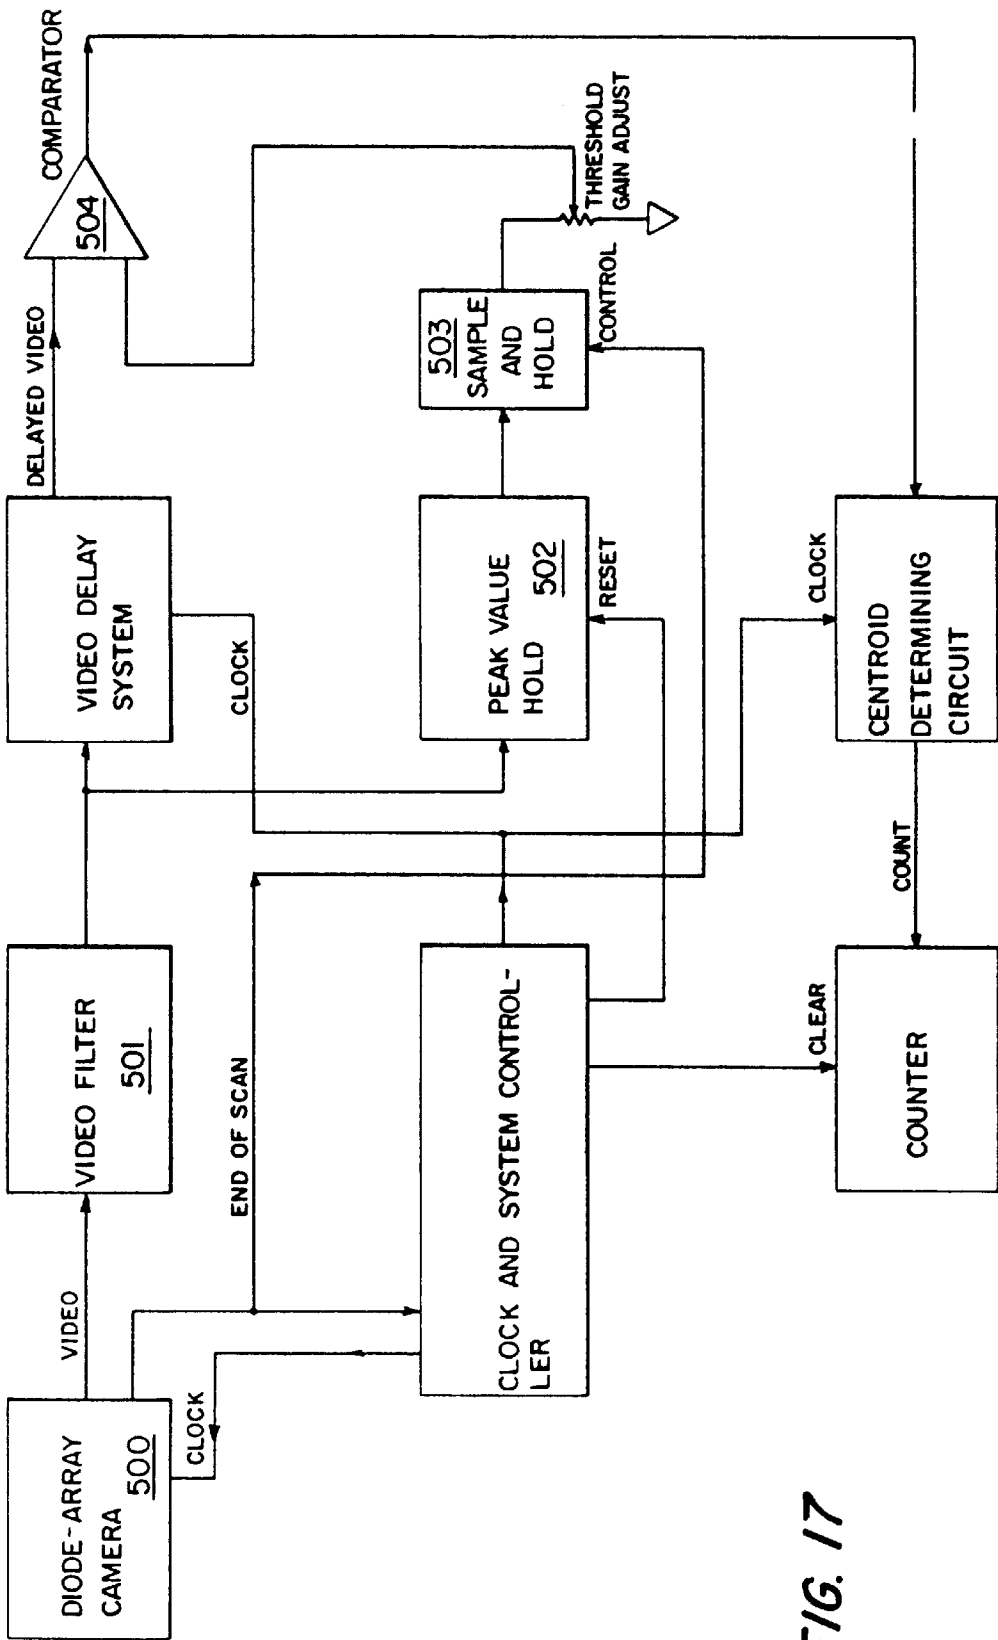 DIODE-ARRAY
CAMERA
500
VIDEO
VIDEO FILTER
501
VIDEO DELAY
SYSTEM
DELAYED VIDEO
COMPARATOR
504
CLOCK
END OF SCAN
CLOCK
PEAK VALUE
HOLD
502
RESET
503
SAMPLE
AND
HOLD
CONTROL
THRESHOLD
GAIN ADJUST
CLOCK AND SYSTEM CONTROL-
LER
CLEAR
COUNTER
COUNT
CENTROID
DETERMINING
CIRCUIT
CLOCK
FIG. 17